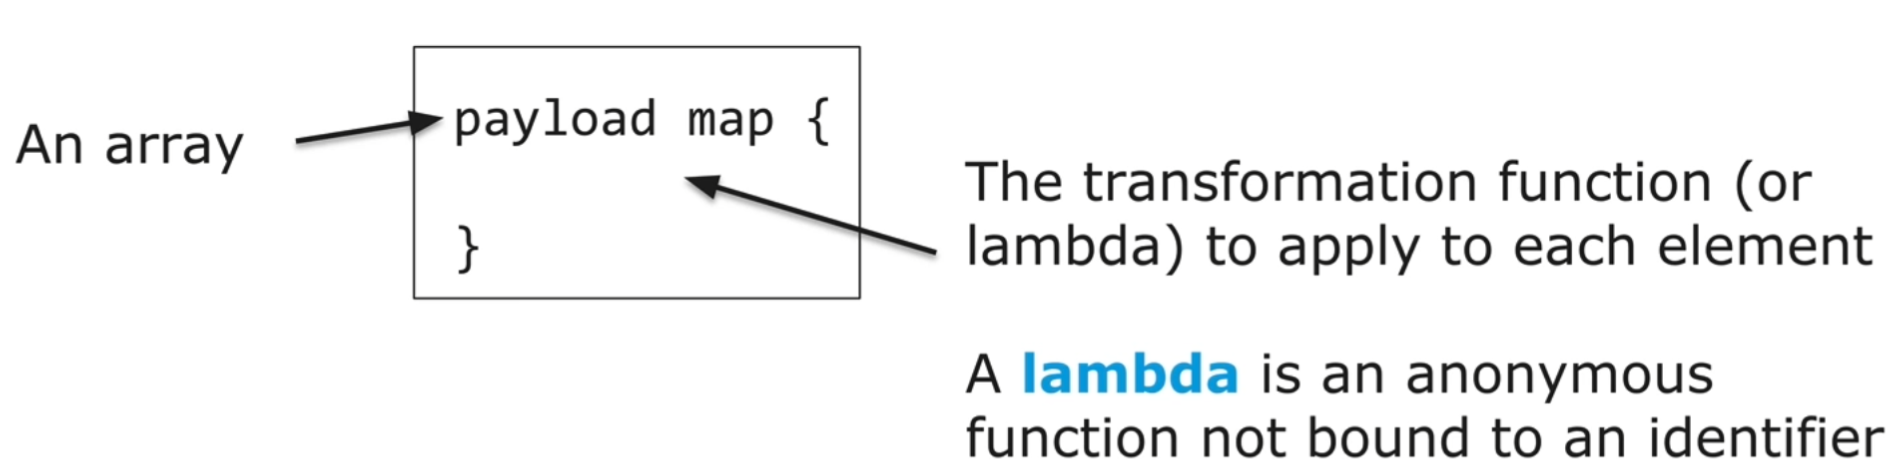 An array
payload map {
}
The transformation function (or
lambda) to apply to each element
A lambda is an anonymous
function not bound to an identifier